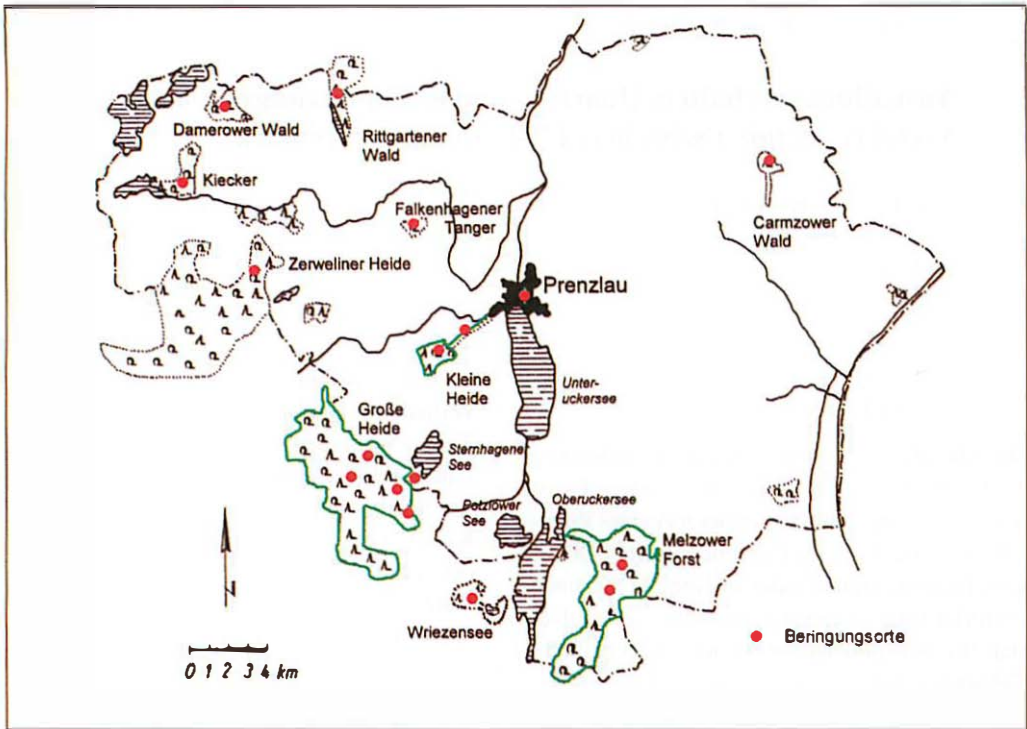 Damerower Wald
Rittgartener
Wald
Kiecker
Falkenhagener
Tanger
Carmzower
Wald
Zerweliner Heide
Prenzlau
Kleine
Heide
Unter-
uckersee
Große
Heide
Sternhagener
See
Potzlower
See
Oberuckersee
Melzower
Forst
Wriezensee
Beringungsorte
0 1 2 3 4 km